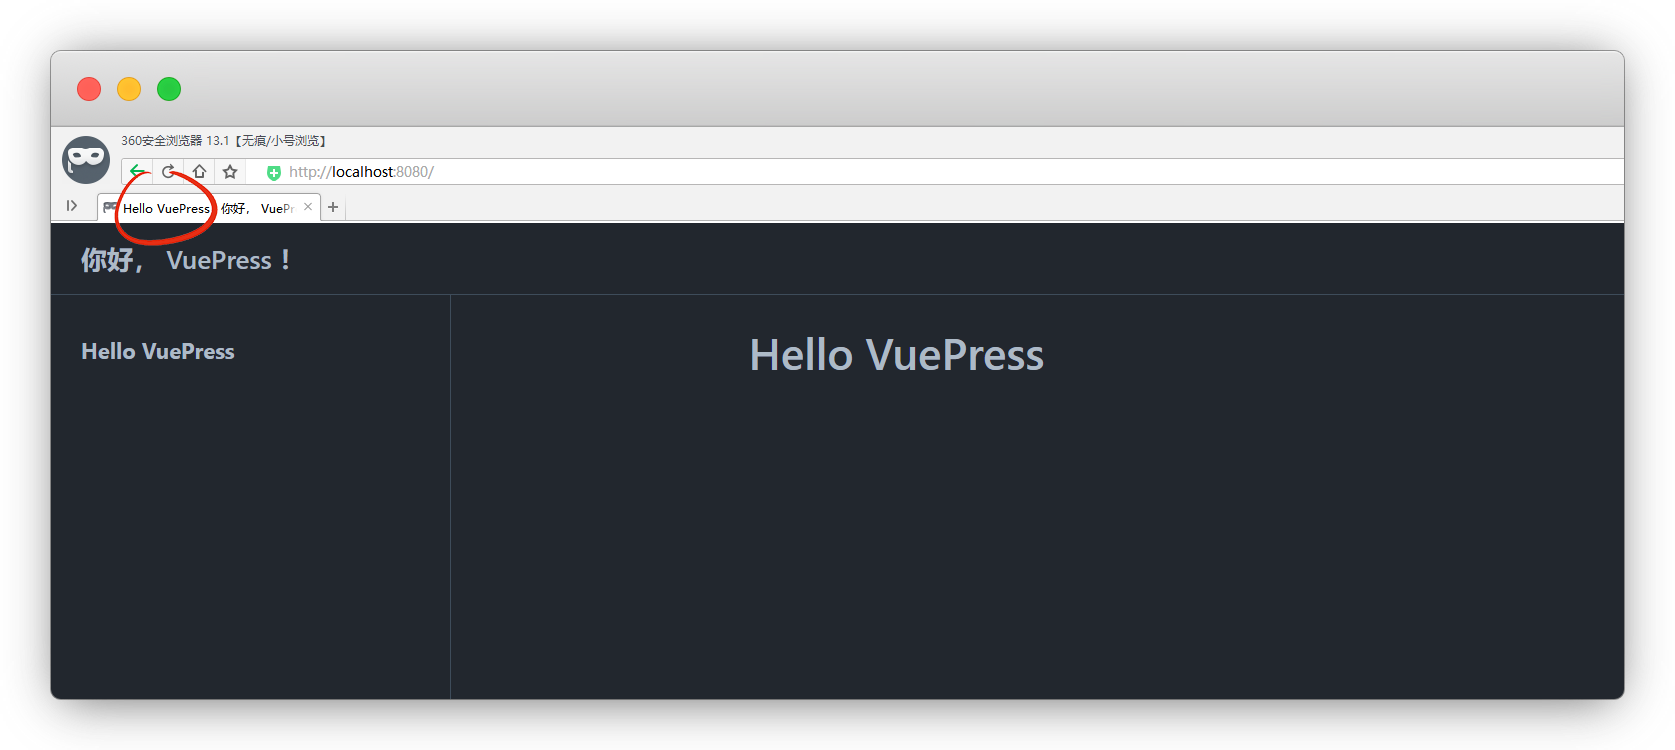 360安全浏览器 13.1【无痕/小号浏览】
http://localhost:8080/
Hello VuePress 你好， VuePr
你好， VuePress！
Hello VuePress
Hello VuePress